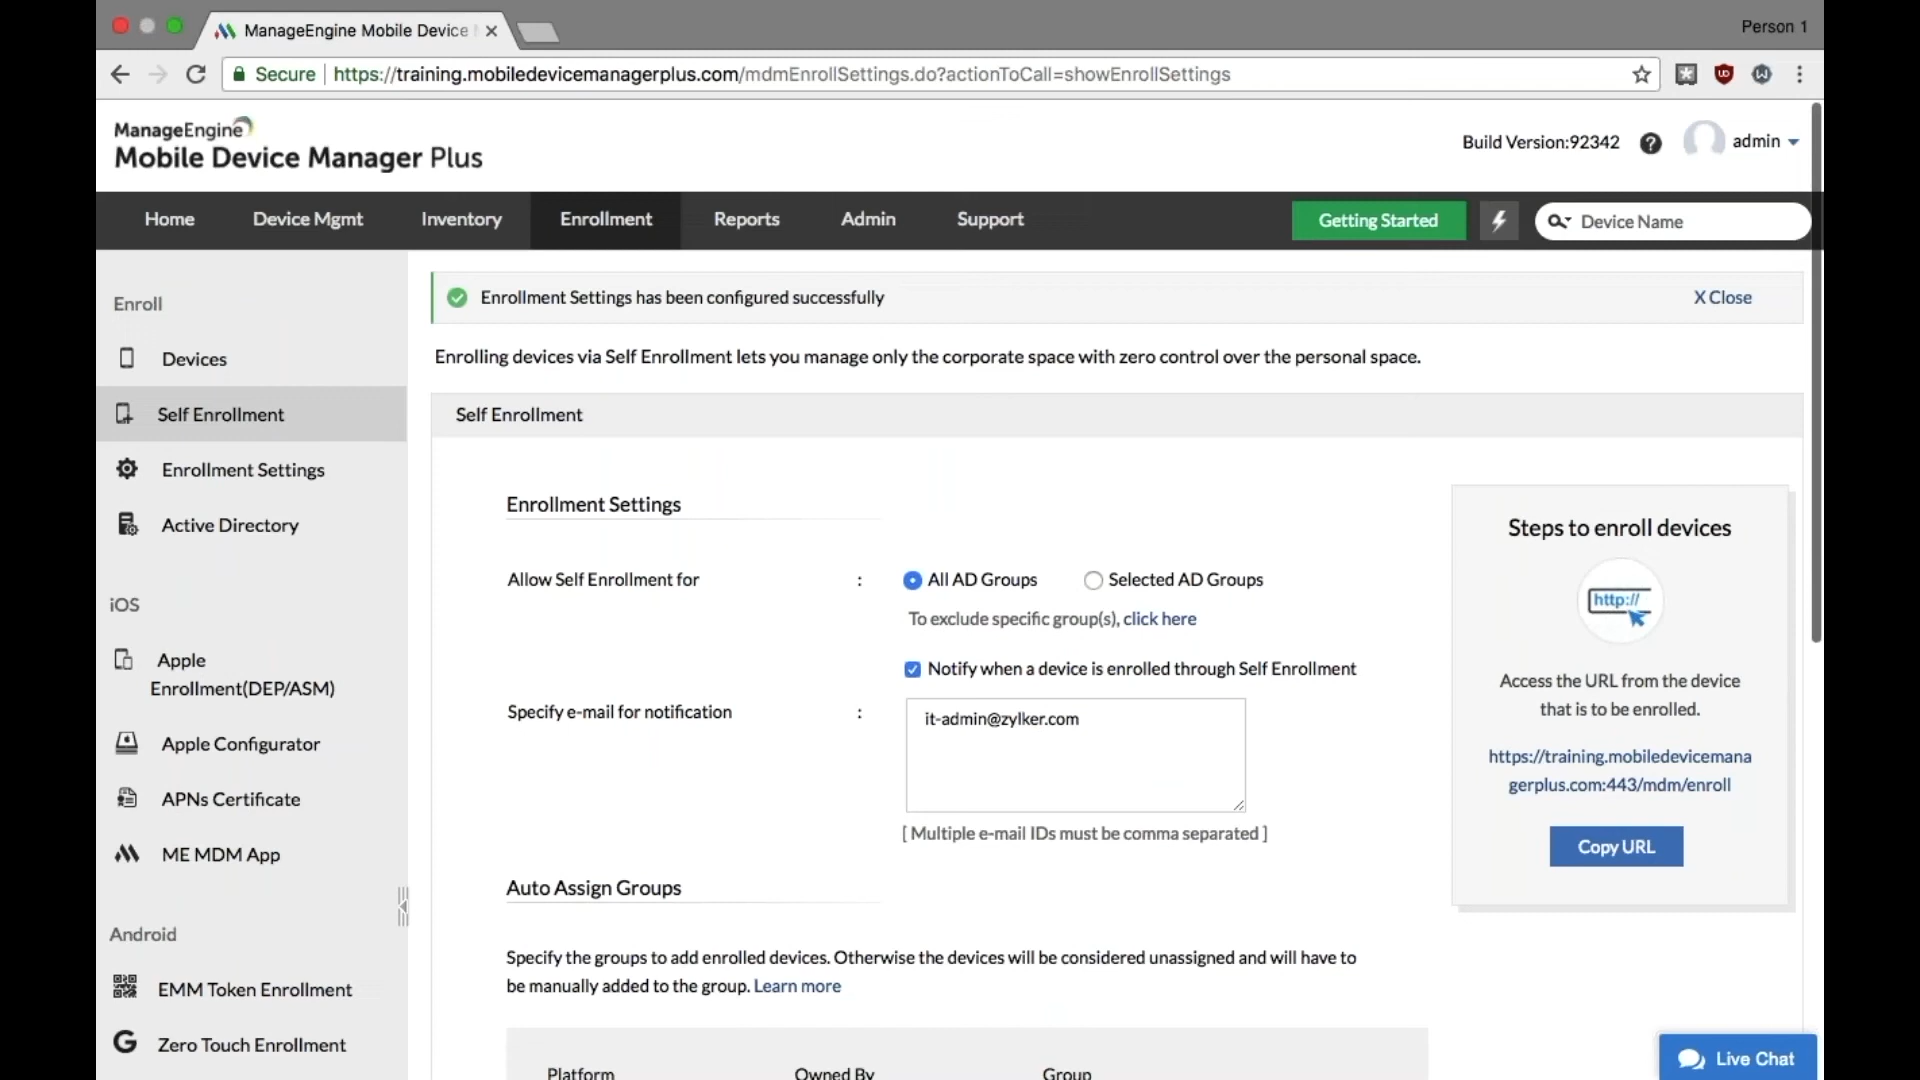 ManageEngine Mobile Device
Person 1
Secure | https://training.mobiledevicemanagerplus.com/mdmEnrollSettings.do?actionToCall=showEnrollSettings
ManageEngine
Mobile Device Manager Plus
Build Version:92342
admin
Home
Device Mgmt
Inventory
Enrollment
Reports
Admin
Support
Getting Started
Device Name
Enroll
Devices
Self Enrollment
Enrollment Settings
Active Directory
iOS
Apple
Enrollment(DEP/ASM)
Apple Configurator
APNs Certificate
ME MDM App
Android
EMM Token Enrollment
Zero Touch Enrollment
Enrollment Settings has been configured successfully
X Close
Enrolling devices via Self Enrollment lets you manage only the corporate space with zero control over the personal space.
Self Enrollment
Enrollment Settings
Allow Self Enrollment for : All AD Groups Selected AD Groups
To exclude specific group(s), click here
Notify when a device is enrolled through Self Enrollment
Specify e-mail for notification : it-admin@zylker.com
[ Multiple e-mail IDs must be comma separated ]
Auto Assign Groups
Specify the groups to add enrolled devices. Otherwise the devices will be considered unassigned and will have to
be manually added to the group. Learn more
Platform Owned By Group
Steps to enroll devices
http://
Access the URL from the device
that is to be enrolled.
https://training.mobiledevicemana
gerplus.com:443/mdm/enroll
Copy URL
Live Chat